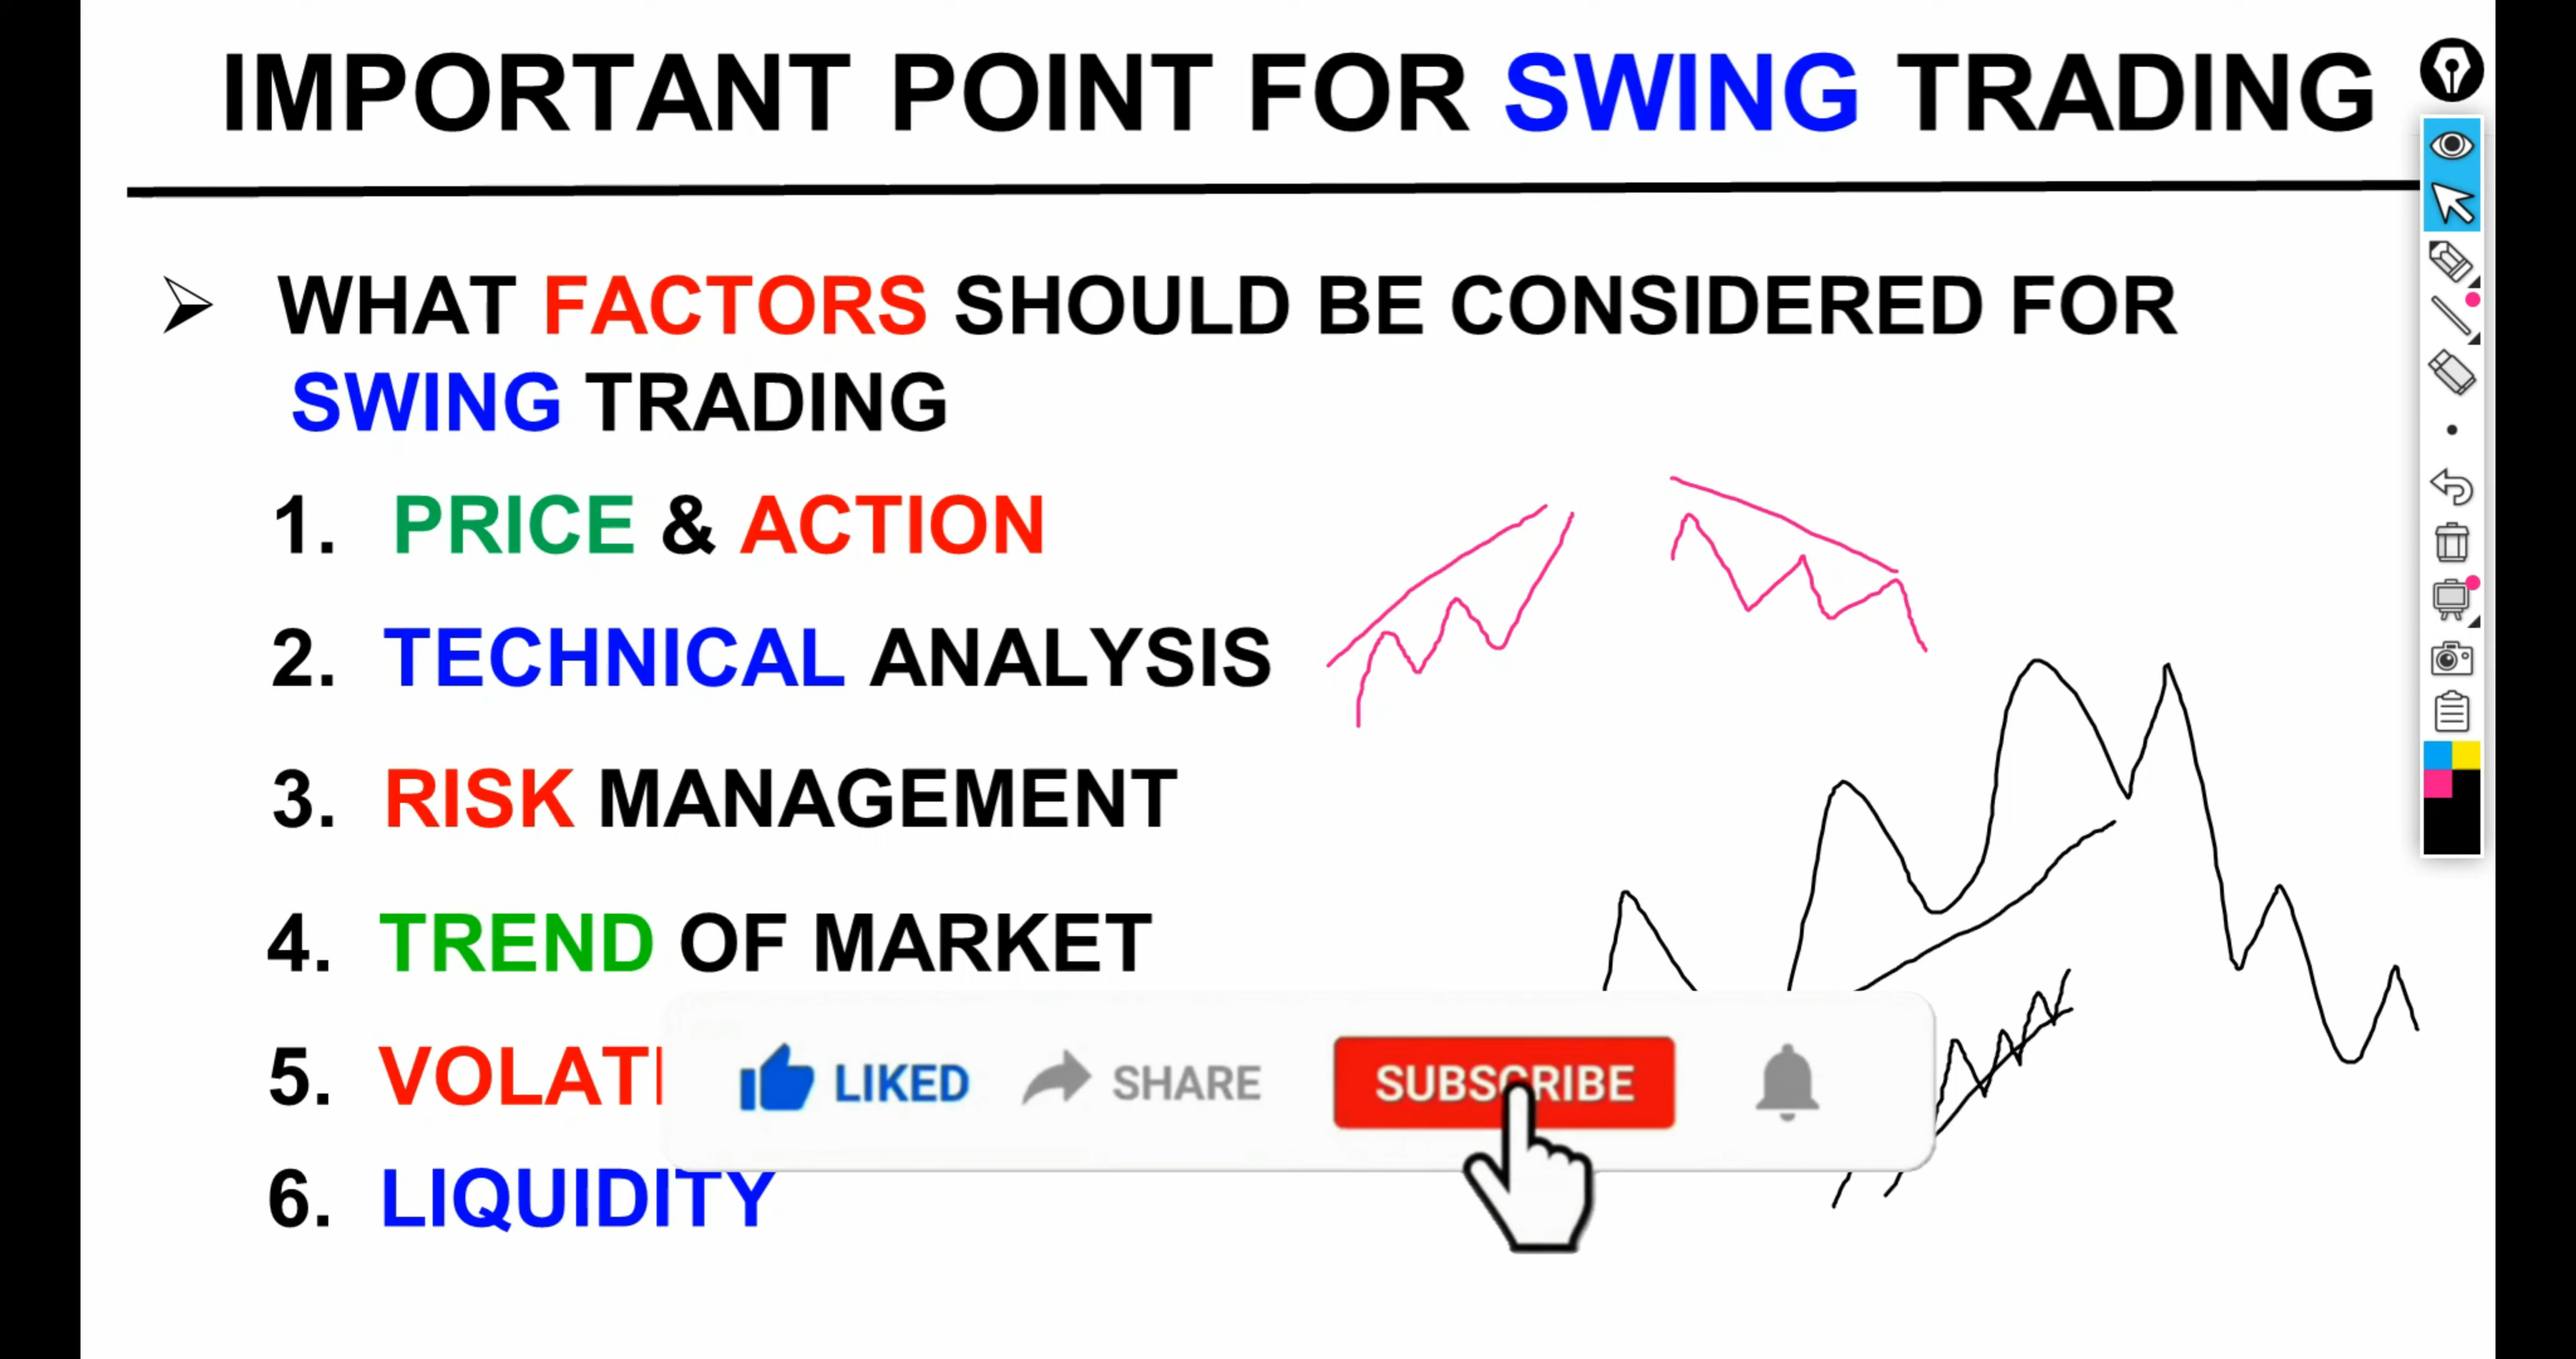 IMPORTANT POINT FOR SWING TRADING
WHAT FACTORS SHOULD BE CONSIDERED FOR
SWING TRADING
1. PRICE & ACTION
2. TECHNICAL ANALYSIS
3. RISK MANAGEMENT
4. TREND OF MARKET
5.
LIKED SHARE SUBSCRIBE
6. LIQUIDITY